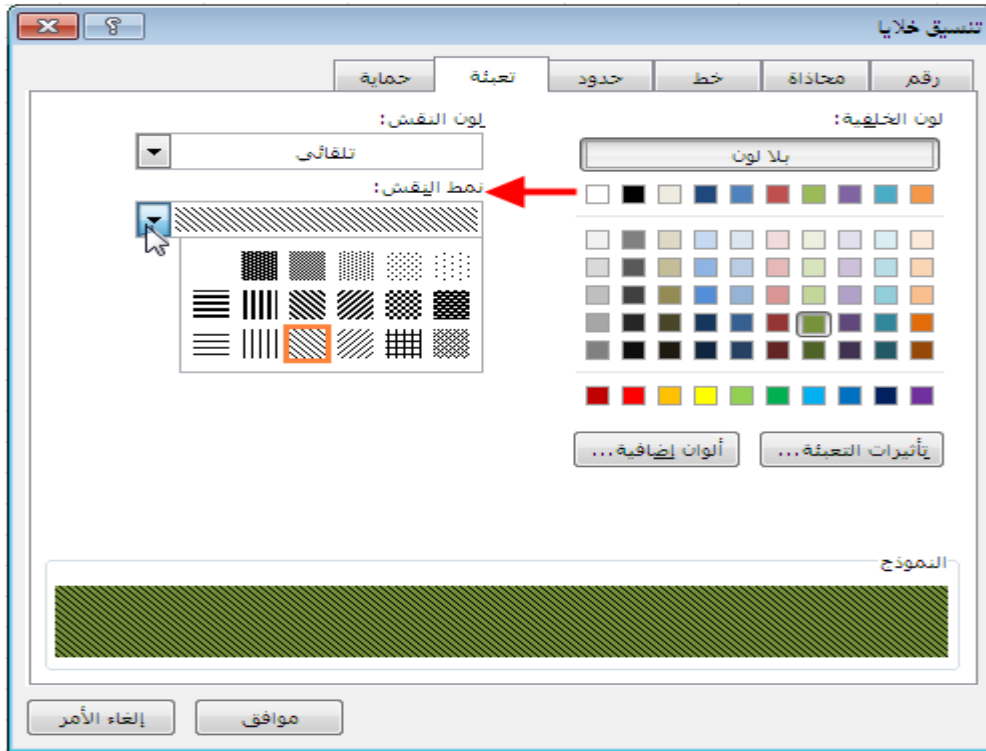 تنسيق خلايا
رقم
محاذاة
خط
حدود
تعبئة
حماية
لون الخلفية:
بلا لون
تأثيرات التعبئة...
ألوان إضافية...
لون النقش:
تلقائي
نمط النقش:
النموذج
موافق
إلغاء الأمر